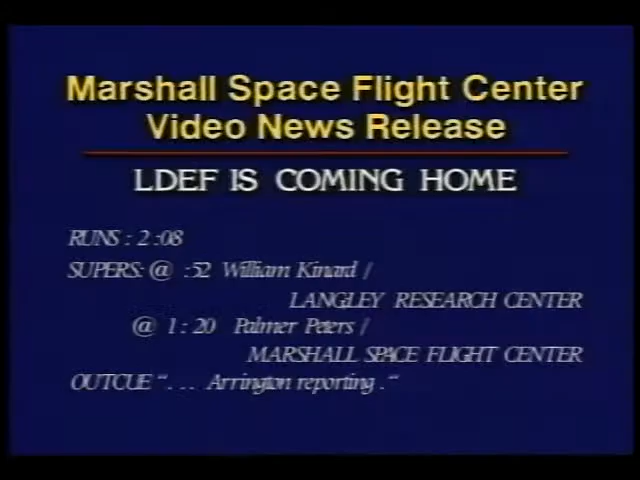 Marshall Space Flight Center
Video News Release
LDEF IS COMING HOME
RUNS : 2 :08
SUPERS: @ :52 William Kinard /
LANGLEY RESEARCH CENTER
@ 1 : 20 Palmer Peters /
MARSHALL SPACE FLIGHT CENTER
OUTCUE “. . . Arrington reporting .“